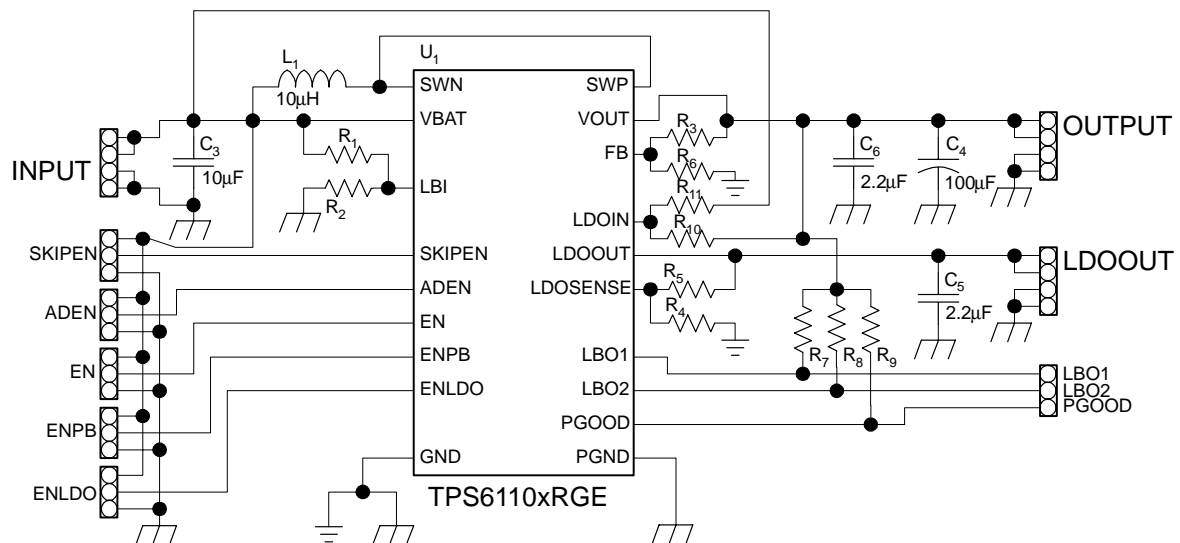 U1
L1
10µH
SWN
SWP
VBAT
VOUT
R3
OUTPUT
INPUT
C3
10µF
R1
FB
R6
C6
2.2µF
C4
100µF
LBI
R2
R11
LDOIN
R10
SKIPEN
SKIPEN
LDOOUT
LDOOUT
ADEN
ADEN
LDOSENSE
R5
C5
2.2µF
R4
EN
EN
ENPB
LBO1
R7
R8
R9
ENPB
ENLDO
LBO2
LBO1
LBO2
PGOOD
PGOOD
ENLDO
GND
PGND
TPS6110xRGE